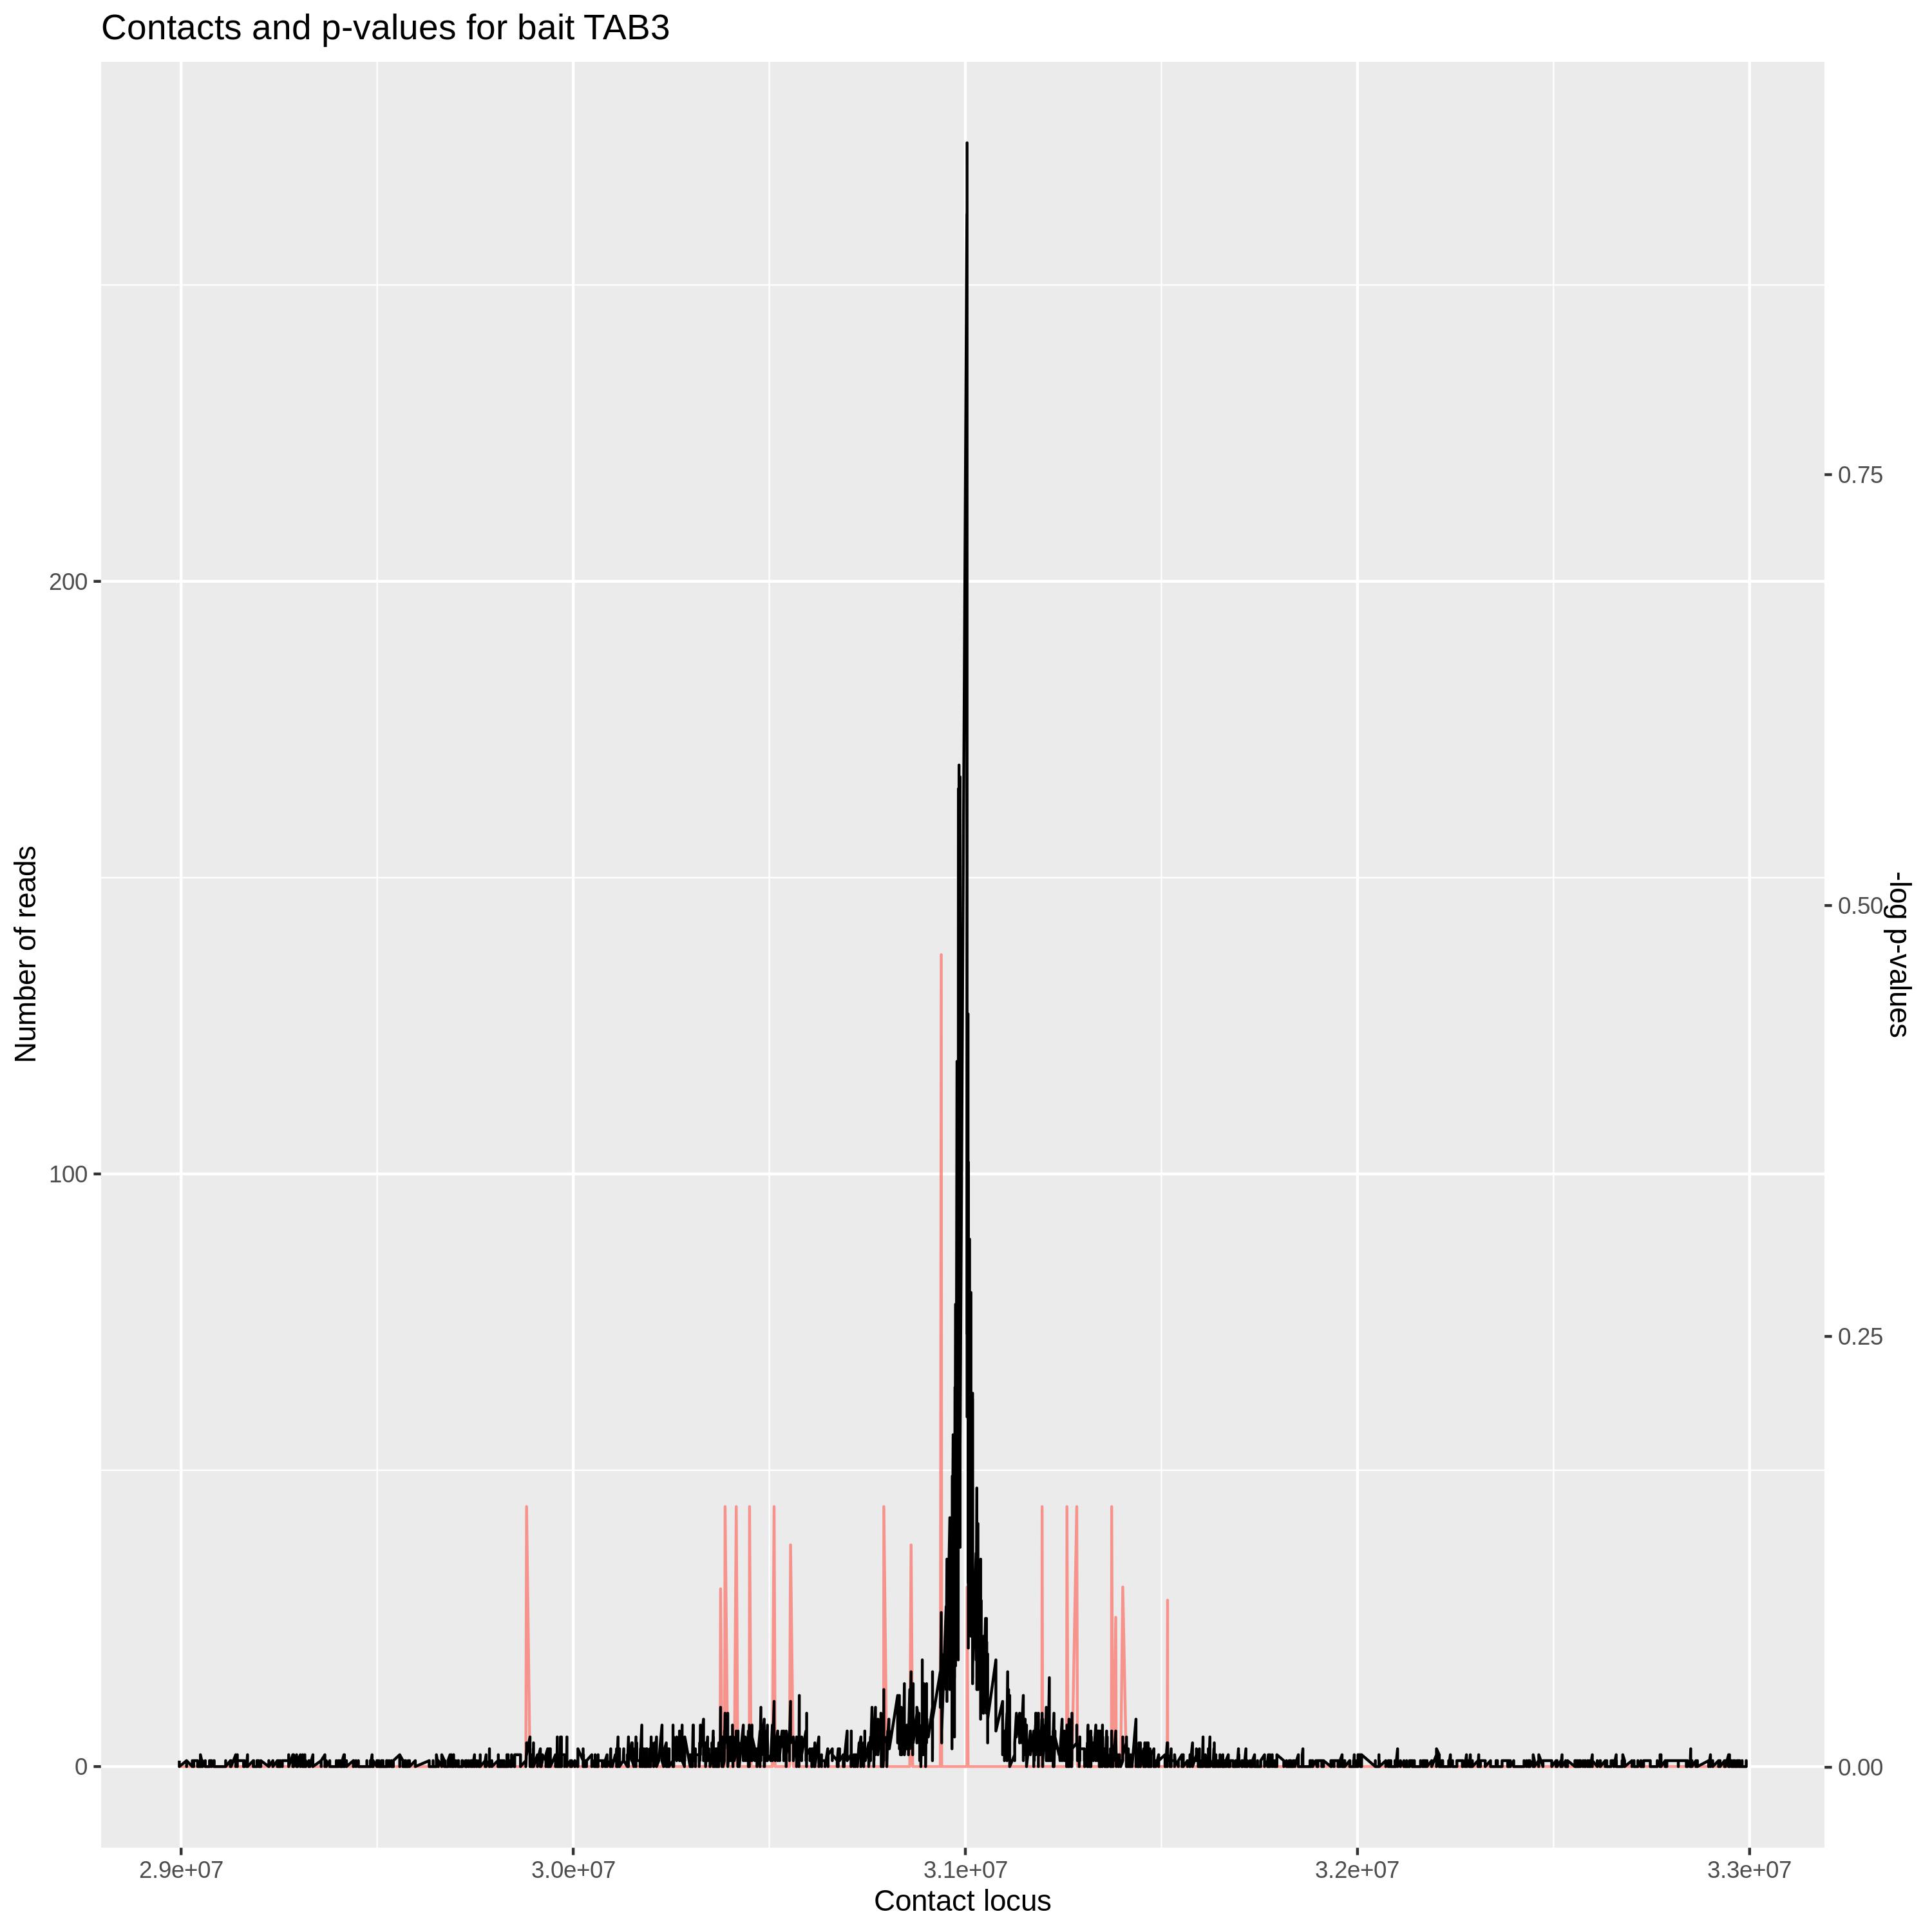 Contacts and p-values for bait TAB3
Number of reads
200
100
0
0.75
0.50
0.25
0.00
-log p-values
2.9e+07 3.0e+07 3.1e+07 3.2e+07 3.3e+07
Contact locus